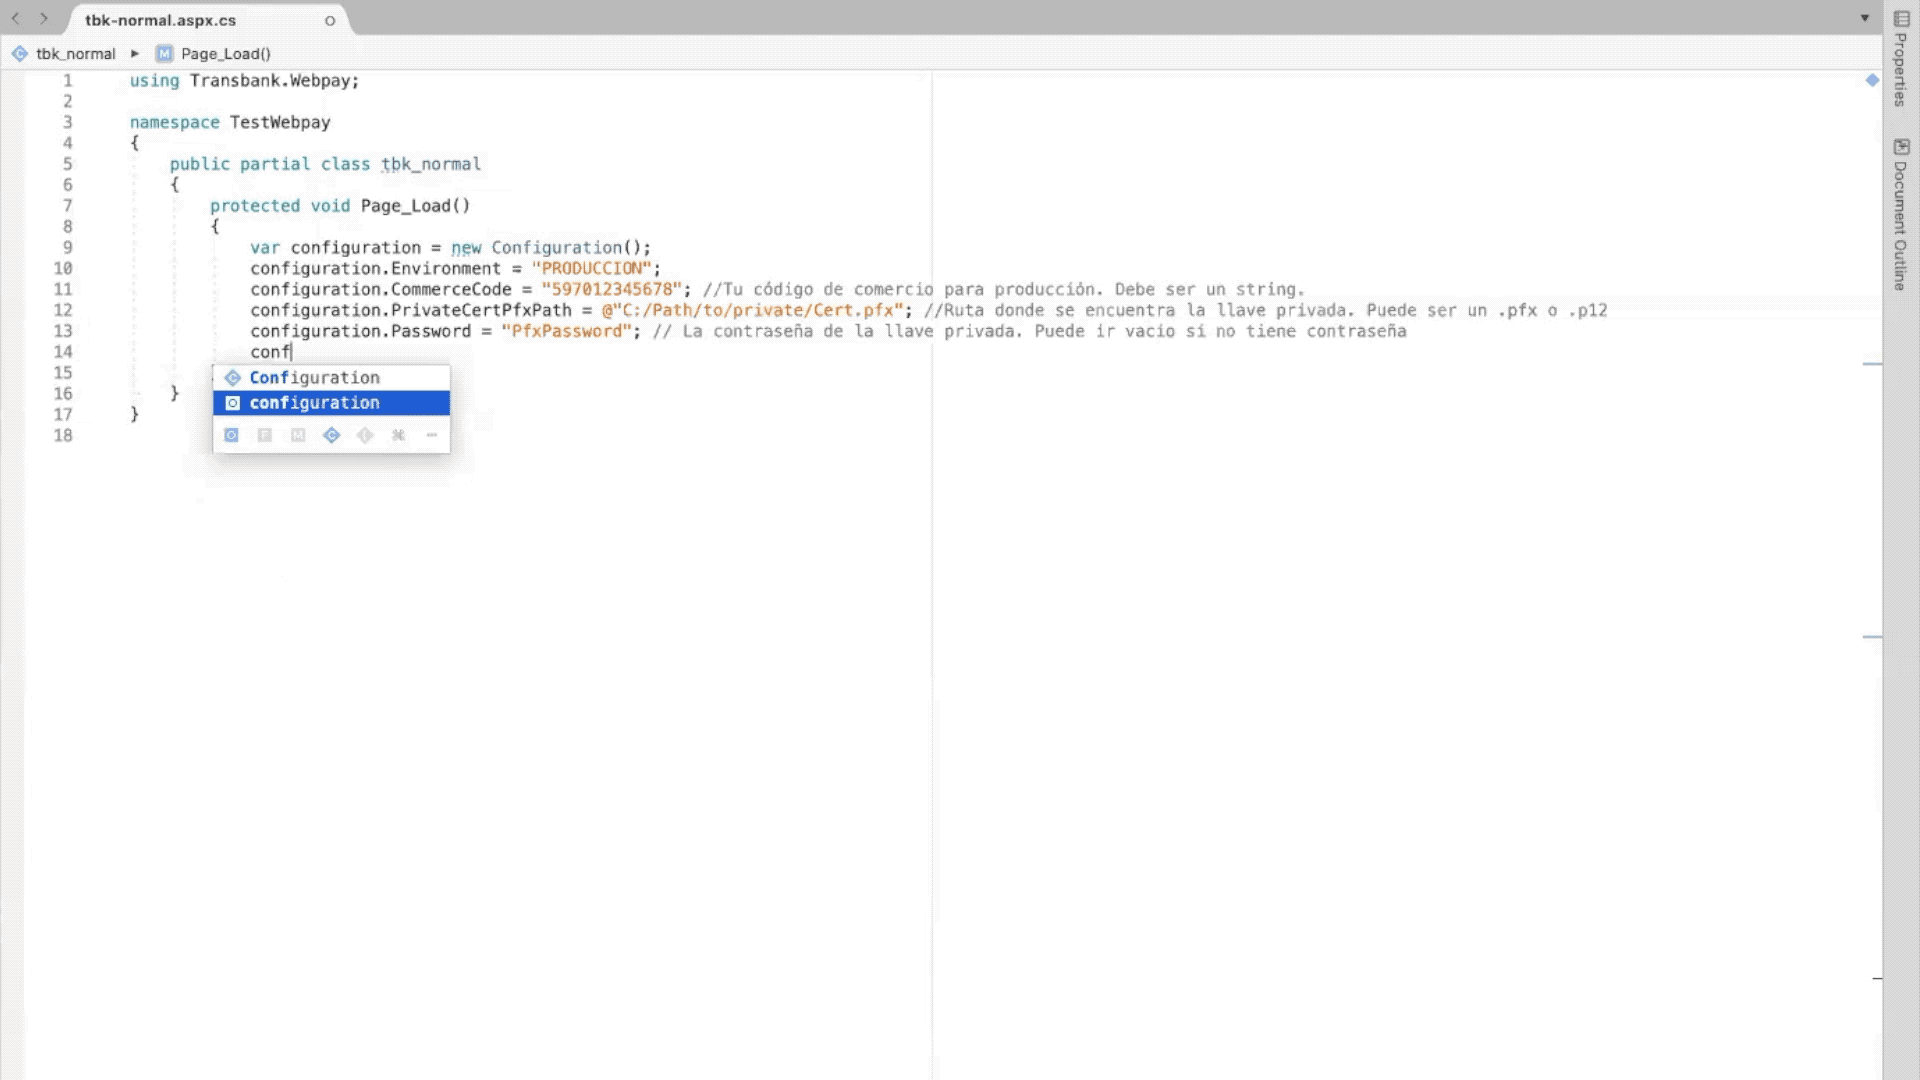 tbk-normal.aspx.cs
tbk_normal ▸ M Page_Load()
1 using Transbank.Webpay;
2
3 namespace TestWebpay
4 {
5 public partial class tbk_normal
6 {
7 protected void Page_Load()
8 {
9 var configuration = new Configuration();
10 configuration.Environment = "PRODUCCION";
11 configuration.CommerceCode = "597012345678"; //Tu código de comercio para producción. Debe ser un string.
12 configuration.PrivateCertPfxPath = @"C:/Path/to/private/Cert.pfx"; //Ruta donde se encuentra la llave privada. Puede ser un .pfx o .p12
13 configuration.Password = "PfxPassword"; // La contraseña de la llave privada. Puede ir vacio si no tiene contraseña
14 conf
15
16 }
17 }
18
Configuration
configuration
Properties
Document Outline